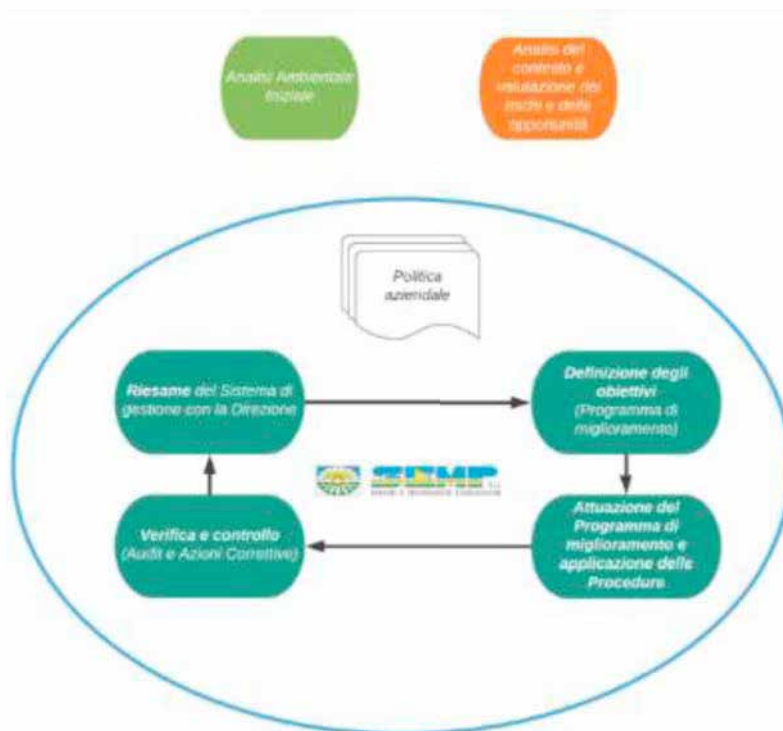 Analisi Ambientale
Iniziale
Analisi del
contesto e
valutazione dei
rischi e delle
opportunità
Politica
aziendale
Riesame del Sistema di
gestione con la Direzione
Definizione degli
obiettivi
(Programma di
miglioramento)
SEMP
Verifica e controllo
(Audit e Azioni Correttive)
Attuazione del
Programma di
miglioramento e
applicazione delle
Procedure